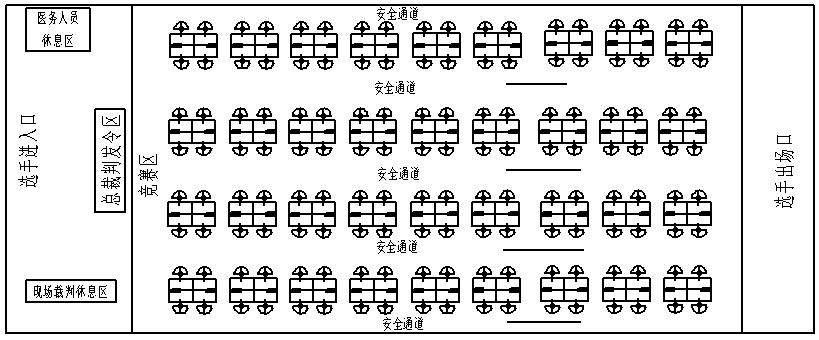 医务人员
休息区
选手进入口
总裁判发令区
现场裁判休息区
竞赛区
安全通道
安全通道
安全通道
安全通道
安全通道
选手出场口